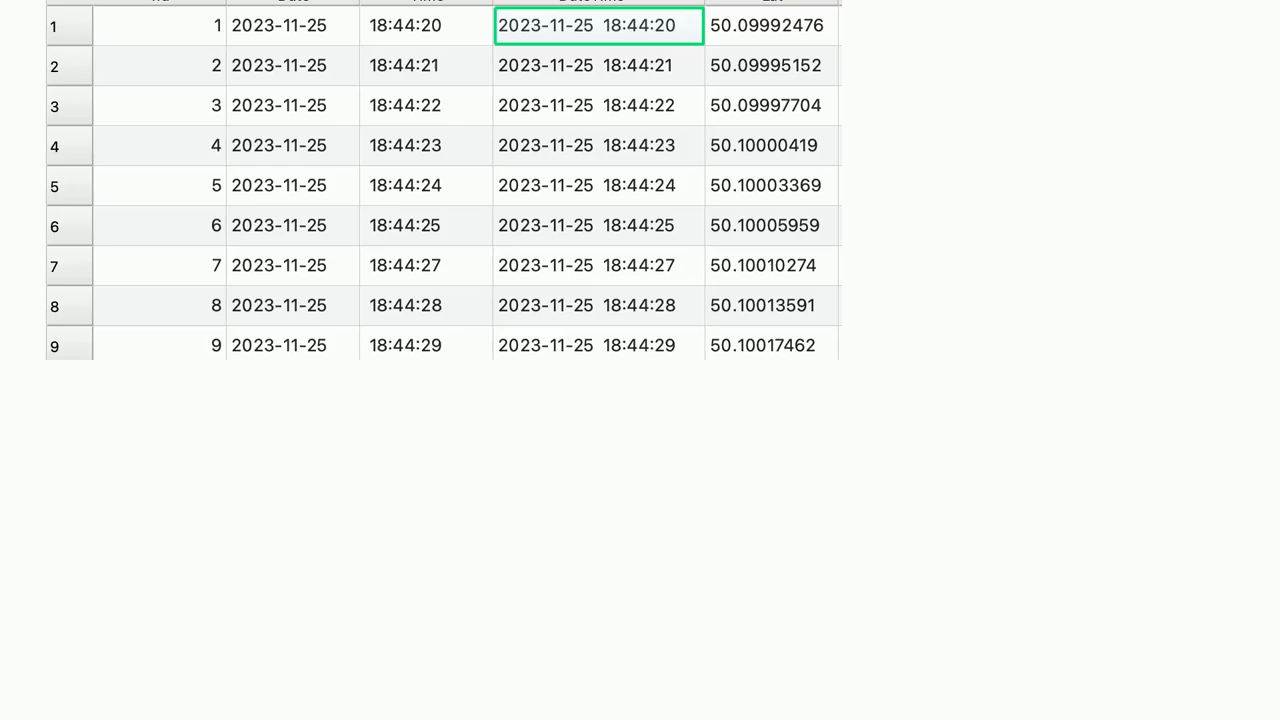 1 1 2023-11-25 18:44:20 2023-11-25 18:44:20 50.09992476
2 2 2023-11-25 18:44:21 2023-11-25 18:44:21 50.09995152
3 3 2023-11-25 18:44:22 2023-11-25 18:44:22 50.09997704
4 4 2023-11-25 18:44:23 2023-11-25 18:44:23 50.10000419
5 5 2023-11-25 18:44:24 2023-11-25 18:44:24 50.10003369
6 6 2023-11-25 18:44:25 2023-11-25 18:44:25 50.10005959
7 7 2023-11-25 18:44:27 2023-11-25 18:44:27 50.10010274
8 8 2023-11-25 18:44:28 2023-11-25 18:44:28 50.10013591
9 9 2023-11-25 18:44:29 2023-11-25 18:44:29 50.10017462